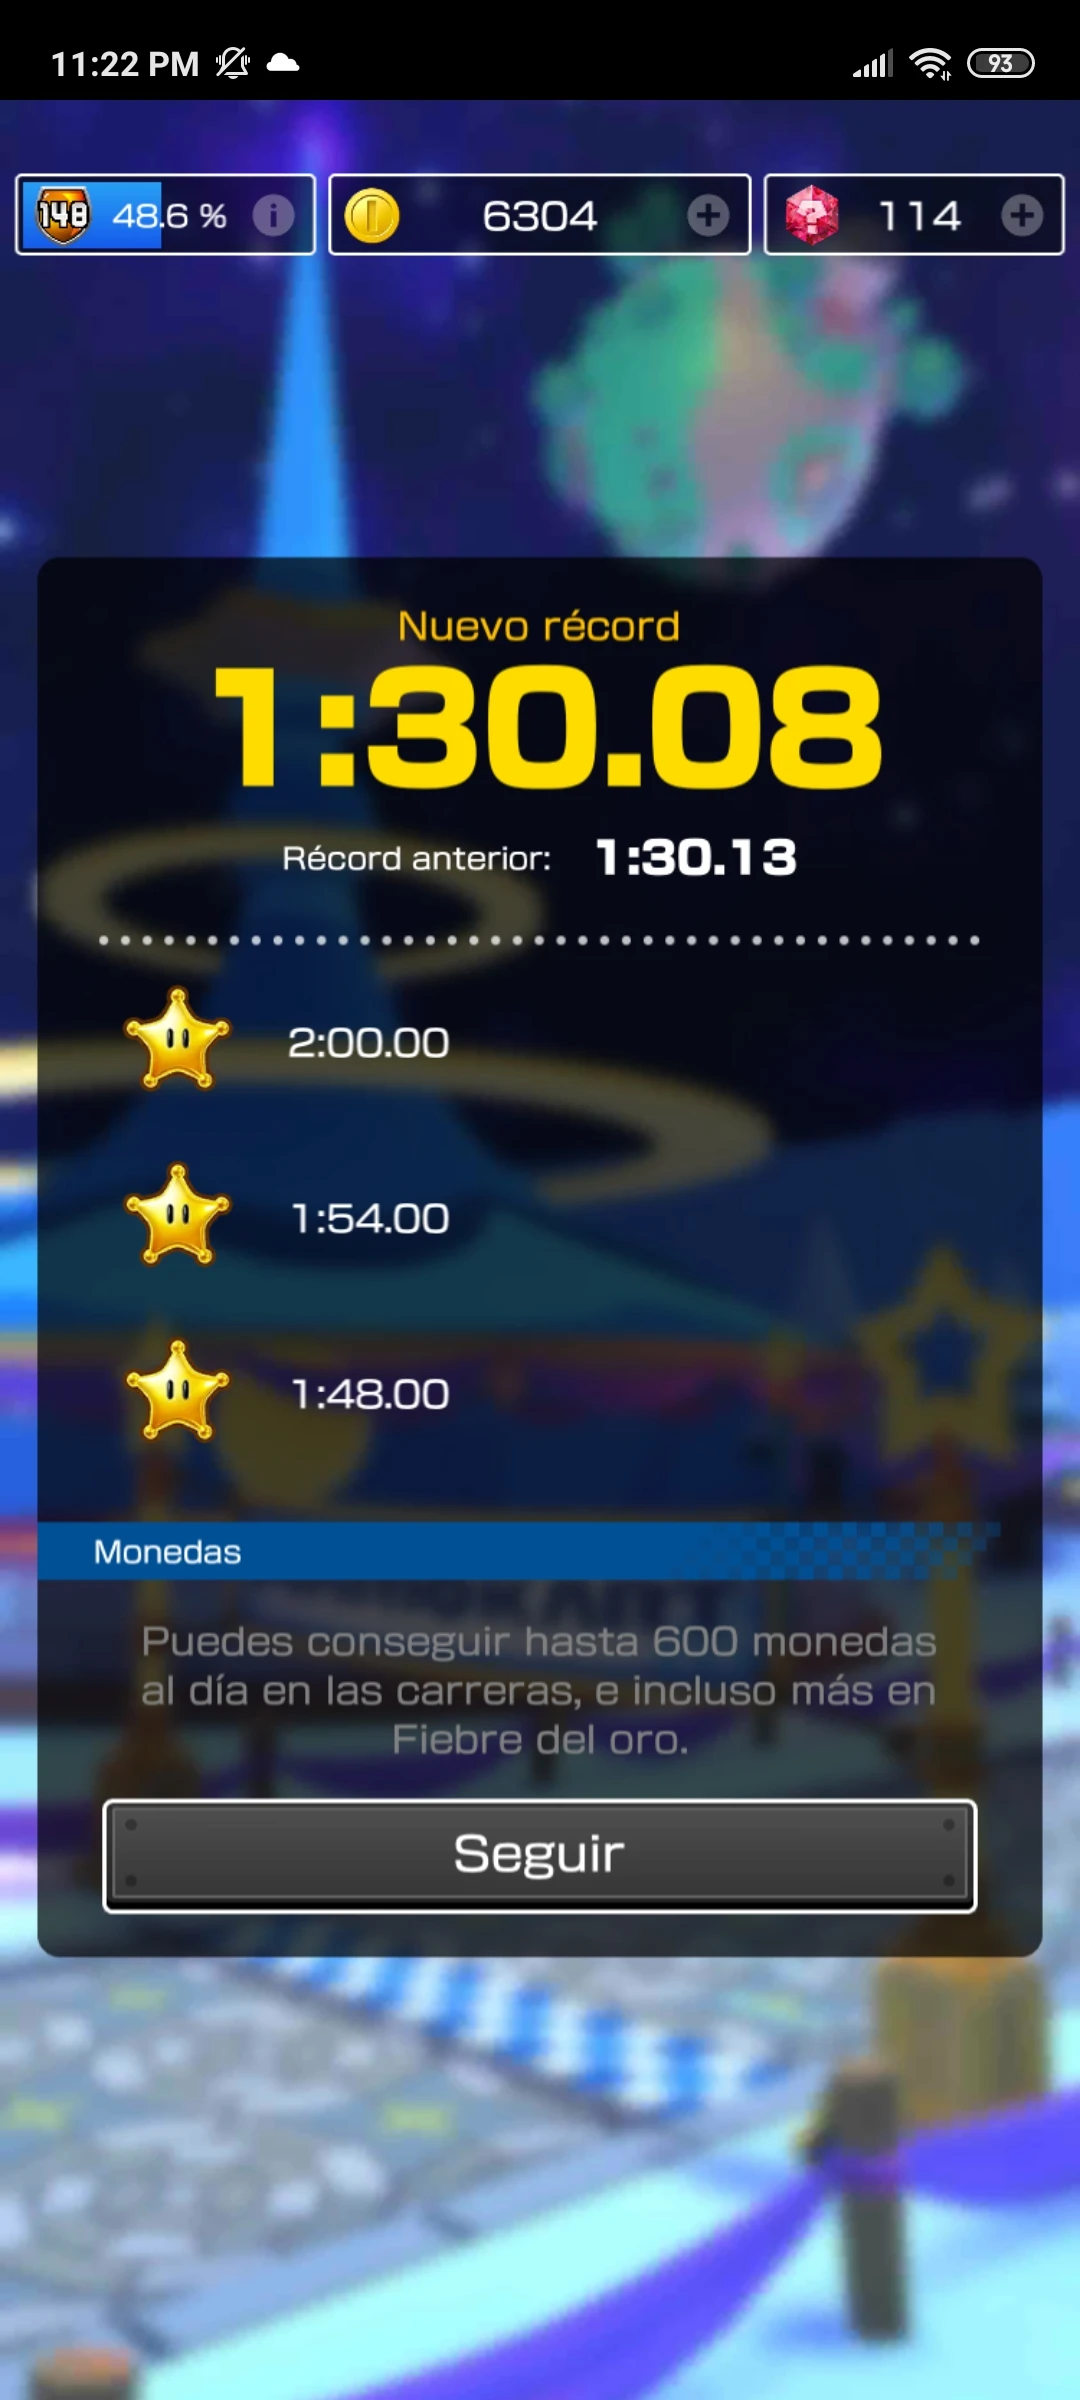 11:22 PM
93
148 48.6 % i
6304 +
114 +
Nuevo récord
1:30.08
Récord anterior: 1:30.13
2:00.00
1:54.00
1:48.00
Monedas
Puedes conseguir hasta 600 monedas
al día en las carreras, e incluso más en
Fiebre del oro.
Seguir